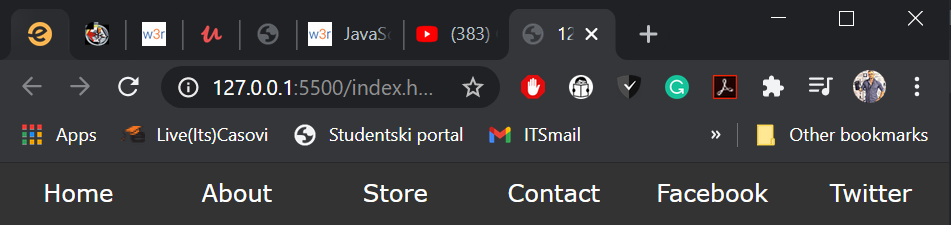 w3r w3r JavaSc (383) 12
127.0.0.1:5500/index.h...
Apps Live(Its)Casovi Studentski portal ITSmail » Other bookmarks
Home About Store Contact Facebook Twitter